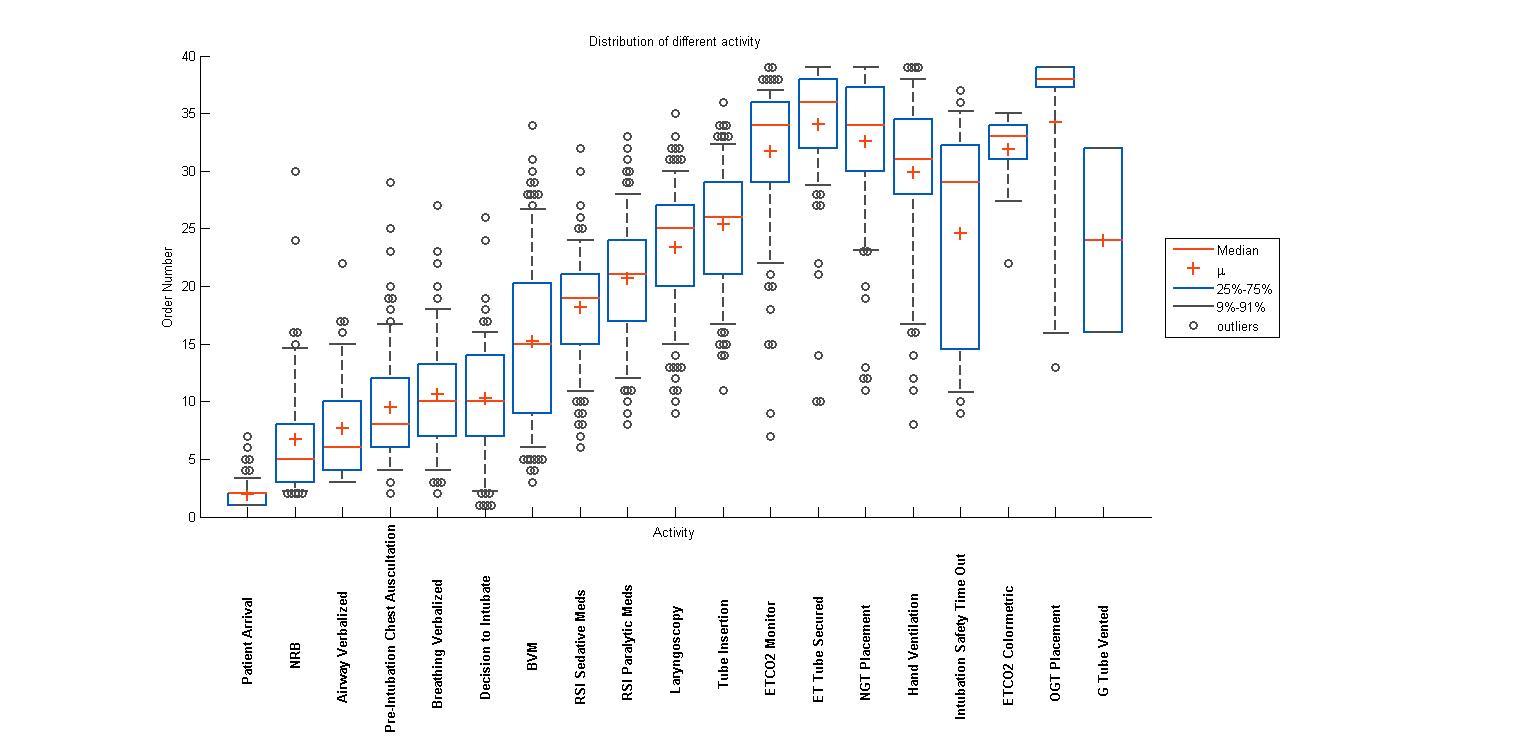 Distribution of different activity
40
35
30
25
20
15
10
5
0
Order Number
Activity
Patient Arrival
NRB
Airway Verbalized
Pre-Intubation Chest Auscultation
Breathing Verbalized
Decision to Intubate
BVM
RSI Sedative Meds
RSI Paralytic Meds
Laryngoscopy
Tube Insertion
ETCO2 Monitor
ET Tube Secured
NGT Placement
Hand Ventilation
Intubation Safety Time Out
ETCO2 Colormetric
OGT Placement
G Tube Vented
Median
μ
25%-75%
9%-91%
outliers